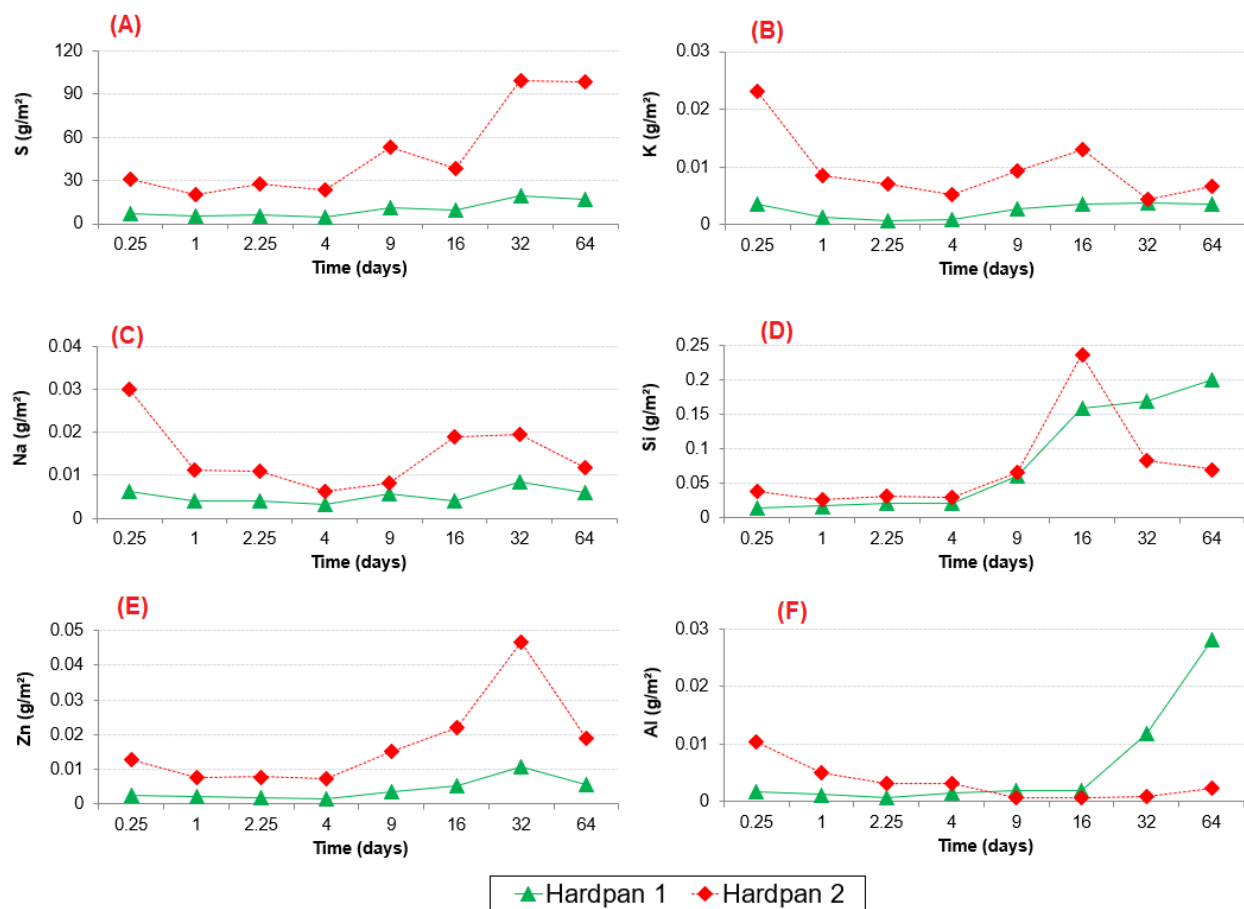 (A)
S (g/m²)
120
90
60
30
0
0.25 1 2.25 4 9 16 32 64
Time (days)
(B)
K (g/m²)
0.03
0.02
0.01
0
0.25 1 2.25 4 9 16 32 64
Time (days)
(C)
Na (g/m²)
0.04
0.03
0.02
0.01
0
0.25 1 2.25 4 9 16 32 64
Time (days)
(D)
Si (g/m²)
0.25
0.2
0.15
0.1
0.05
0
0.25 1 2.25 4 9 16 32 64
Time (days)
(E)
Zn (g/m²)
0.05
0.04
0.03
0.02
0.01
0
0.25 1 2.25 4 9 16 32 64
Time (days)
(F)
Al (g/m²)
0.03
0.02
0.01
0
0.25 1 2.25 4 9 16 32 64
Time (days)
Hardpan 1 Hardpan 2